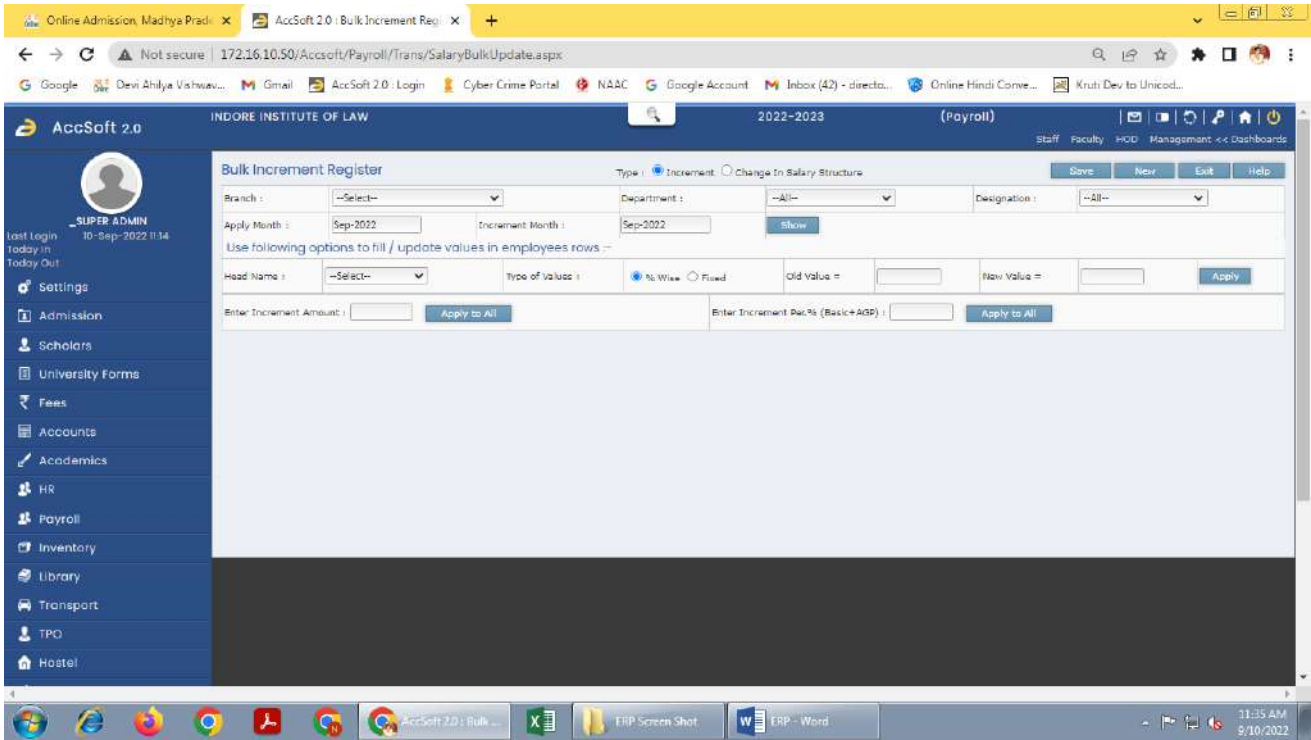 Online Admission, Madhya Prade
AccSoft 2.0 : Bulk Increment Regi
Not secure | 172.16.10.50/Accsoft/Payroll/Trans/SalaryBulkUpdate.aspx
Google Devi Ahilya Vishwav... Gmail AccSoft 2.0 : Login Cyber Crime Portal NAAC Google Account Inbox (42) - directo... Online Hindi Conve... Kruti Dev to Unicod...
AccSoft 2.0
INDORE INSTITUTE OF LAW 2022-2023 (Payroll)
Staff Faculty HOD Management << Dashboards
_SUPER ADMIN
Last Login 10-Sep-2022 11:14
Today In
Today Out
Settings
Admission
Scholars
University Forms
Fees
Accounts
Academics
HR
Payroll
Inventory
Library
Transport
TPO
Hostel
Bulk Increment Register Type : Increment Change In Salary Structure Save New Exit Help
Branch : --Select-- Department : --All-- Designation : --All--
Apply Month : Sep-2022 Increment Month : Sep-2022 Show
Use following options to fill / update values in employees rows :-
Head Name : --Select-- Type of Values : % Wise Fixed Old Value = New Value = Apply
Enter Increment Amount : Apply to All Enter Increment Per.% (Basic+AGP) : Apply to All
AccSoft 2.0 : Bulk ... ERP Screen Shot ERP - Word
11:35 AM
9/10/2022